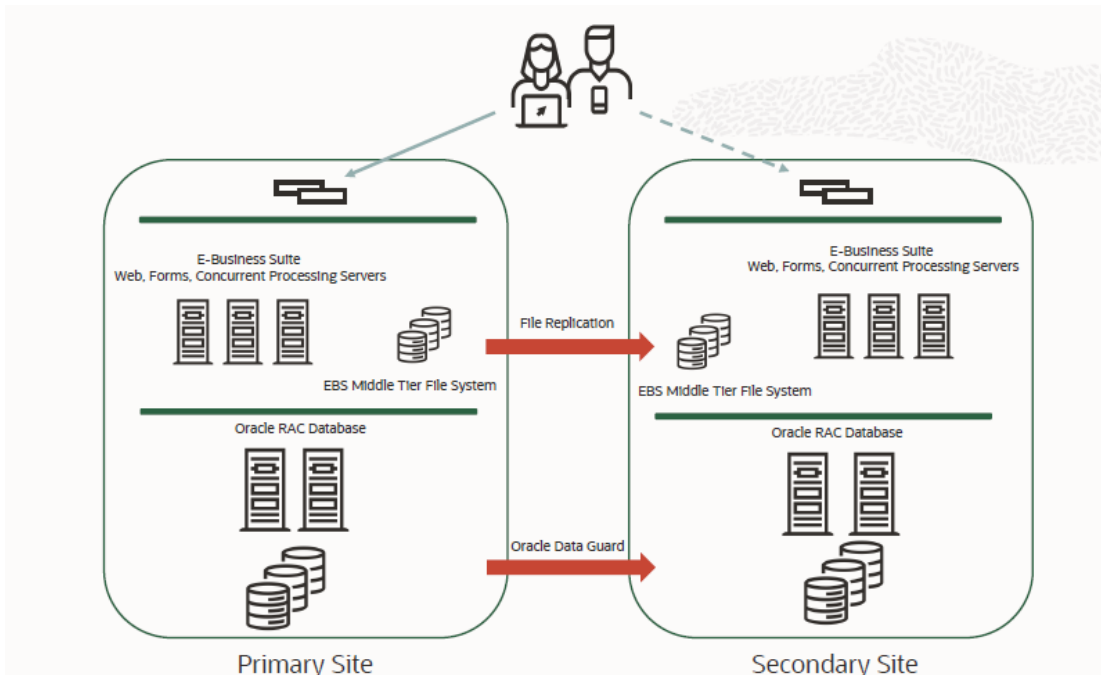 E-Business Suite
Web, Forms, Concurrent Processing Servers
E-Business Suite
Web, Forms, Concurrent Processing Servers
File Replication
EBS Middle Tier File System
EBS Middle Tier File System
Oracle RAC Database
Oracle RAC Database
Oracle Data Guard
Primary Site
Secondary Site